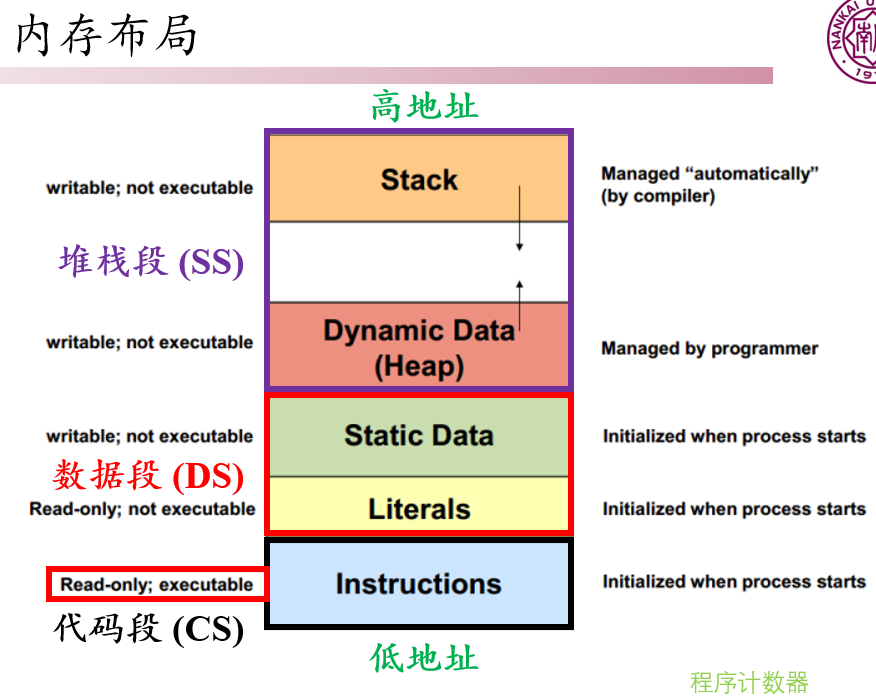 内存布局
NANKAI U
南
19
高地址
Stack
writable; not executable
Managed “automatically”
(by compiler)
堆栈段 (SS)
Dynamic Data
(Heap)
writable; not executable
Managed by programmer
Static Data
writable; not executable
Initialized when process starts
数据段 (DS)
Literals
Read-only; not executable
Initialized when process starts
Instructions
Read-only; executable
Initialized when process starts
代码段 (CS)
低地址
程序计数器